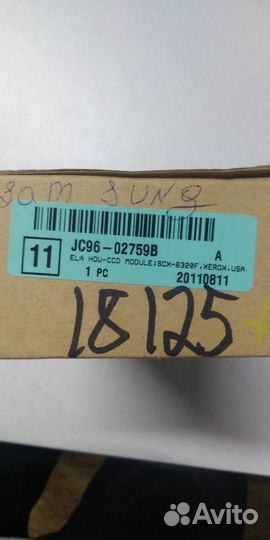 sam sung
11
JC96-02759B
A
ELA HOU-CCD MODULE;SCX-6320F,XEROX,USA
1 PC
20110811
18125
Avito